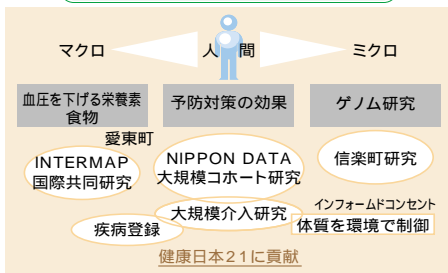 マクロ 人間 ミクロ
血圧を下げる栄養素
食物
予防対策の効果
ゲノム研究
愛東町
INTERMAP
国際共同研究
NIPPON DATA
大規模コホート研究
信楽町研究
大規模介入研究
インフォームドコンセント
体質を環境で制御
疾病登録
健康日本21に貢献